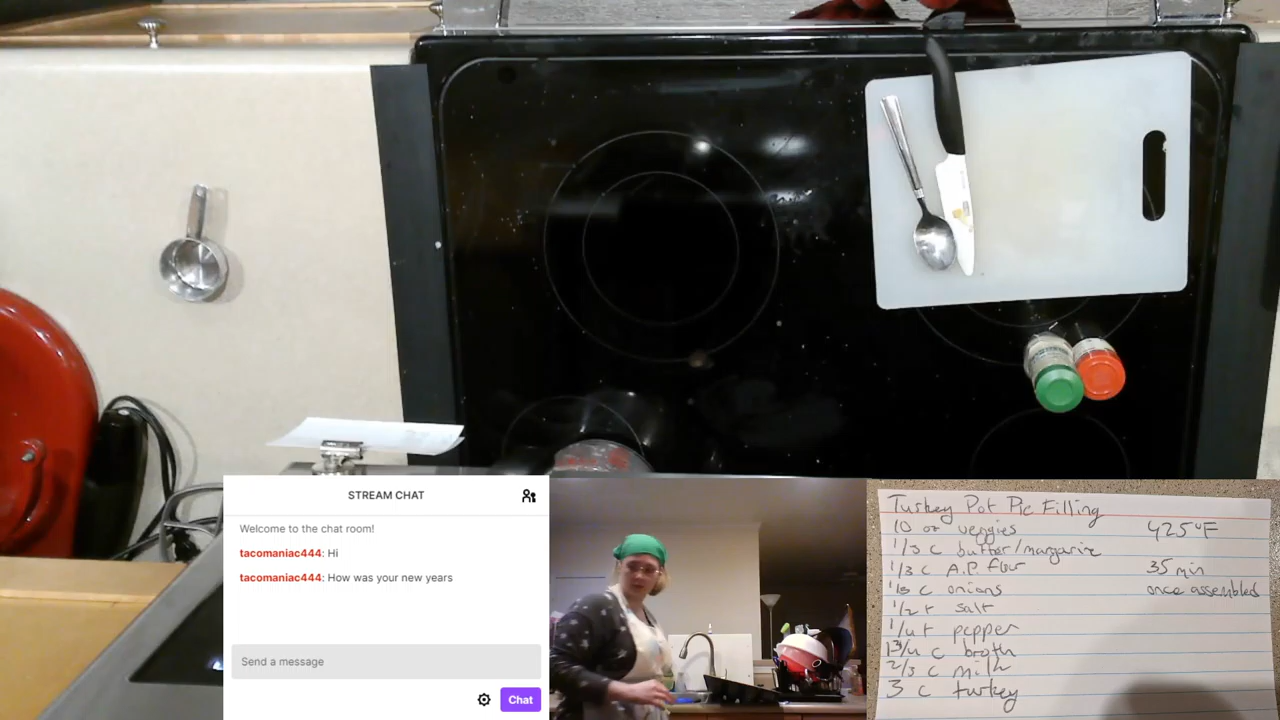 STREAM CHAT
Welcome to the chat room!
tacomaniac444: Hi
tacomaniac444: How was your new years
Send a message
Chat
Turkey Pot Pie Filling
10 oz veggies 425°F
1/3 c butter/margarine
1/3 c A.P. flour 35 min
1/3 c onions once assembled
1/2 t salt
1/4 t pepper
1 3/4 c broth
2/3 c milk
3 c turkey